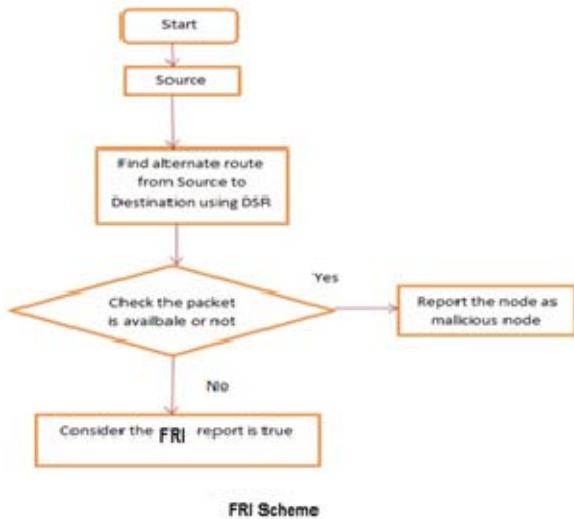 Start
Source
Find alternate route
from Source to
Destination using DSR
Check the packet
is availbale or not
Yes
Report the node as
malicious node
No
Consider the FRI report is true
FRI Scheme